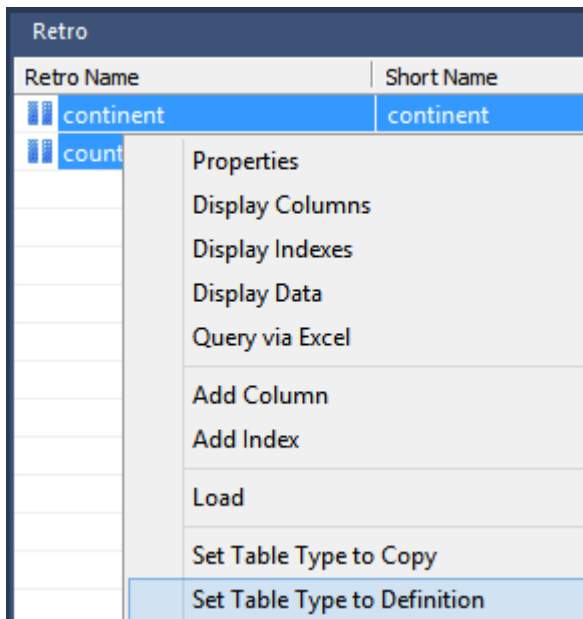 Retro
Retro Name Short Name
continent continent
count
Properties
Display Columns
Display Indexes
Display Data
Query via Excel
Add Column
Add Index
Load
Set Table Type to Copy
Set Table Type to Definition